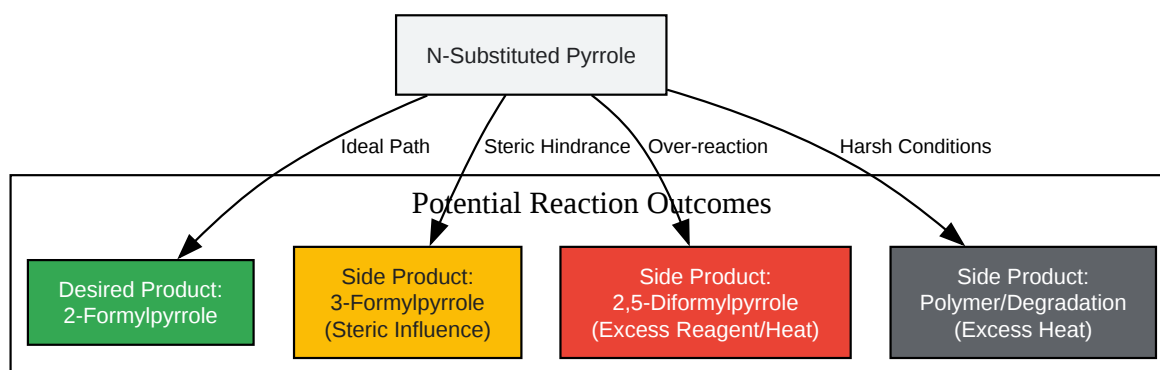 N-Substituted Pyrrole
Ideal Path
Steric Hindrance
Over-reaction
Harsh Conditions
Potential Reaction Outcomes
Desired Product:
2-Formylpyrrole
Side Product:
3-Formylpyrrole
(Steric Influence)
Side Product:
2,5-Diformylpyrrole
(Excess Reagent/Heat)
Side Product:
Polymer/Degradation
(Excess Heat)